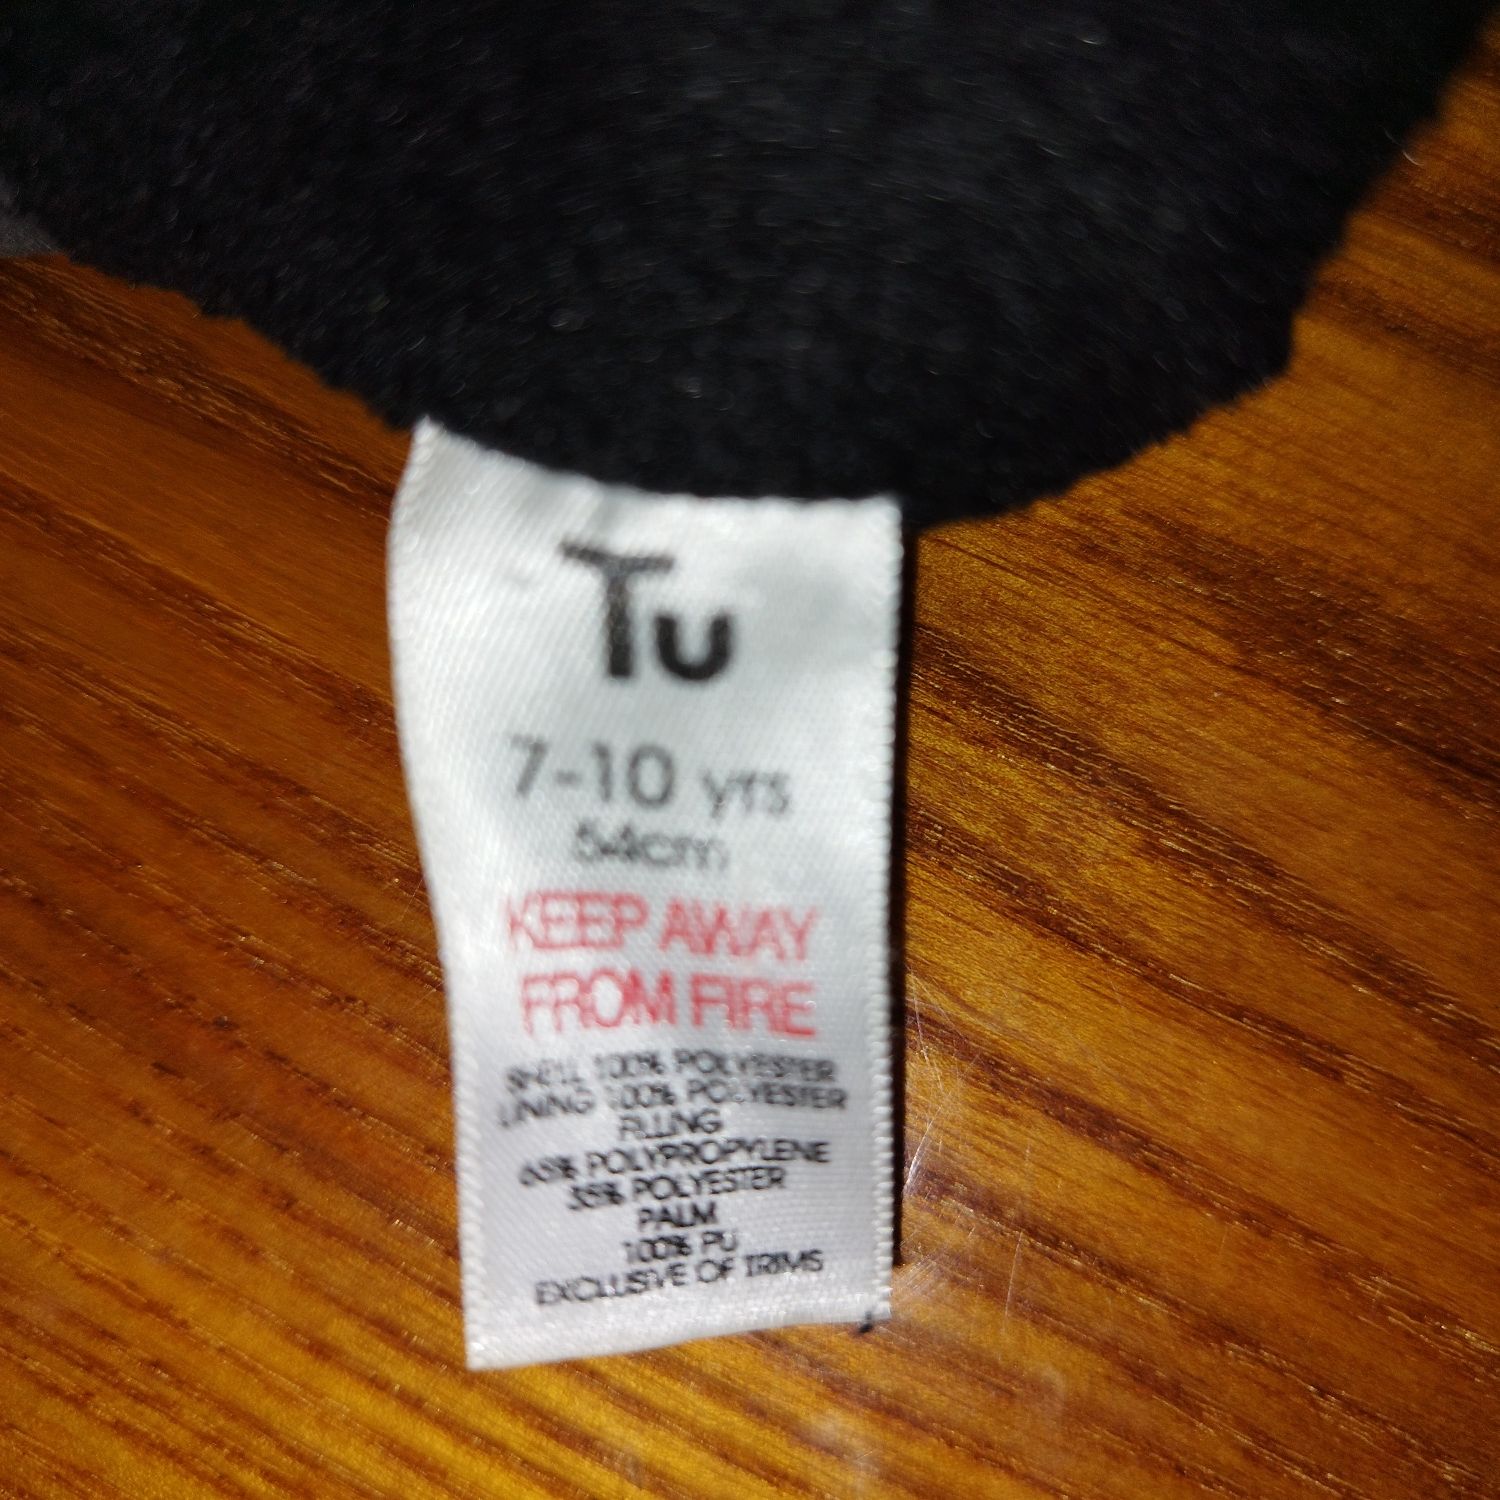 Tu
7-10 yrs
54cm
KEEP AWAY
FROM FIRE
SHELL 100% POLYESTER
LINING 100% POLYESTER
FILLING
65% POLYPROPYLENE
35% POLYESTER
PALM
100% PU
EXCLUSIVE OF TRIMS